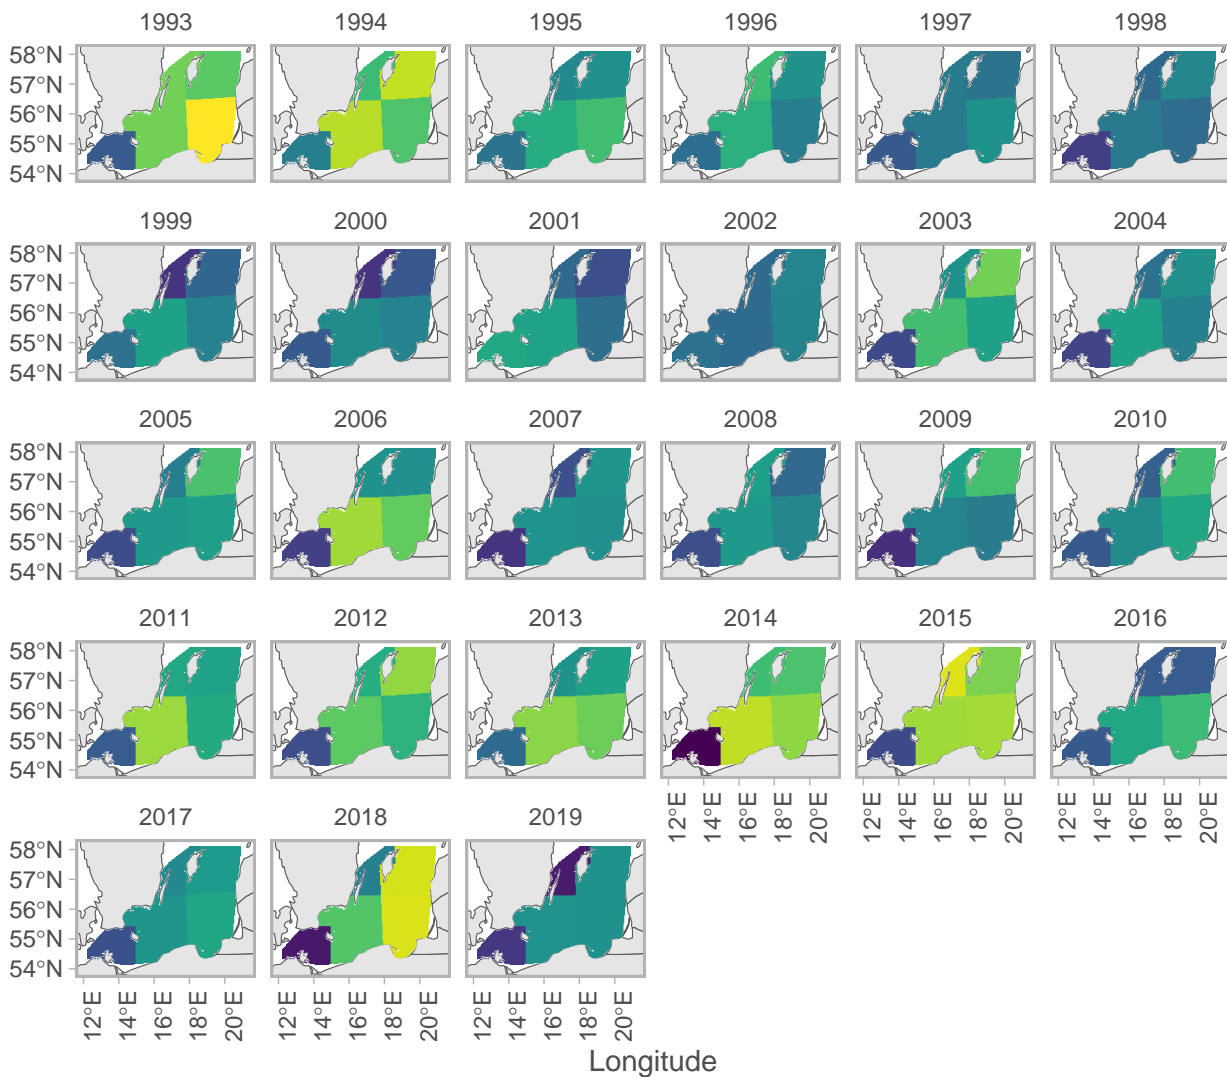 1993 1994 1995 1996 1997 1998
58°N
57°N
56°N
55°N
54°N
1999 2000 2001 2002 2003 2004
58°N
57°N
56°N
55°N
54°N
2005 2006 2007 2008 2009 2010
58°N
57°N
56°N
55°N
54°N
2011 2012 2013 2014 2015 2016
58°N
57°N
56°N
55°N
54°N
12°E 14°E 16°E 18°E 20°E 12°E 14°E 16°E 18°E 20°E 12°E 14°E 16°E 18°E 20°E
2017 2018 2019
58°N
57°N
56°N
55°N
54°N
12°E 14°E 16°E 18°E 20°E 12°E 14°E 16°E 18°E 20°E 12°E 14°E 16°E 18°E 20°E
Longitude